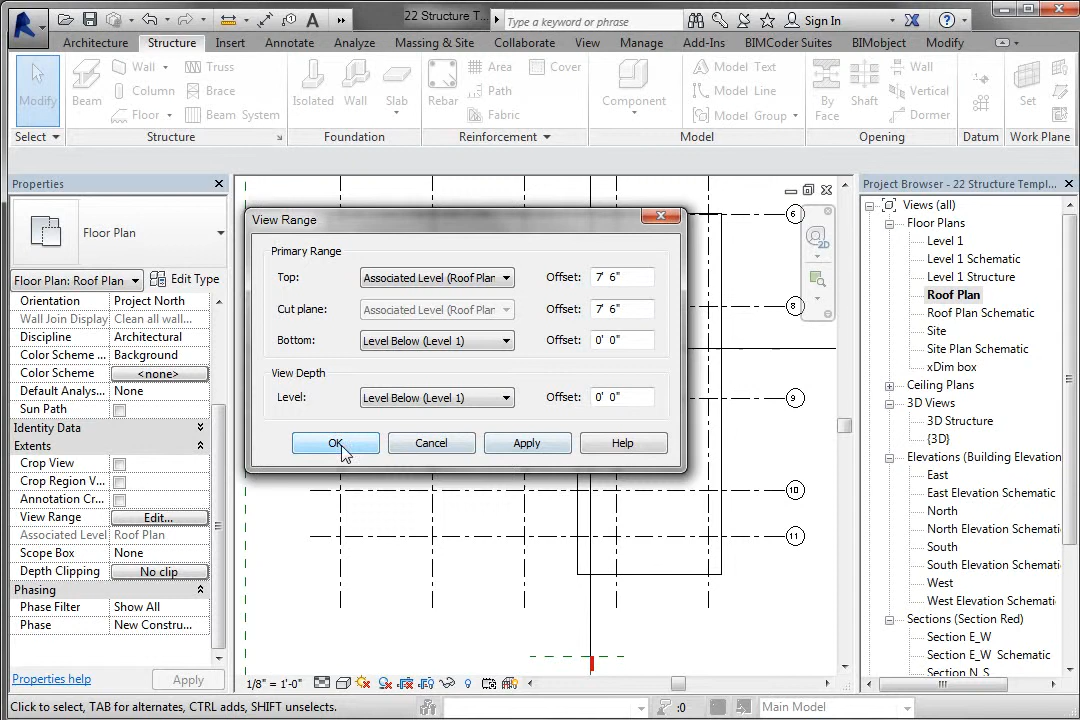 22 Structure T...
Type a keyword or phrase
Sign In
Architecture Structure Insert Annotate Analyze Massing & Site Collaborate View Manage Add-Ins BIMCoder Suites BIMobject Modify
Modify
Beam
Wall
Column
Floor
Truss
Brace
Beam System
Isolated
Wall
Slab
Rebar
Area
Path
Fabric
Cover
Component
Model Text
Model Line
Model Group
By Face
Shaft
Wall
Vertical
Dormer
Set
Select Structure Foundation Reinforcement Model Opening Datum Work Plane
Properties
Floor Plan
Floor Plan: Roof Plan
Edit Type
Orientation Project North
Wall Join Display Clean all wall...
Discipline Architectural
Color Scheme ... Background
Color Scheme <none>
Default Analys... None
Sun Path
Identity Data
Extents
Crop View
Crop Region V...
Annotation Cr...
View Range Edit...
Associated Level Roof Plan
Scope Box None
Depth Clipping No clip
Phasing
Phase Filter Show All
Phase New Constru...
Properties help
Apply
View Range
Primary Range
Top: Associated Level (Roof Plar Offset: 7' 6"
Cut plane: Associated Level (Roof Plar Offset: 7' 6"
Bottom: Level Below (Level 1) Offset: 0' 0"
View Depth
Level: Level Below (Level 1) Offset: 0' 0"
OK Cancel Apply Help
6
8
9
10
11
2D
Project Browser - 22 Structure Templ...
Views (all)
Floor Plans
Level 1
Level 1 Schematic
Level 1 Structure
Roof Plan
Roof Plan Schematic
Site
Site Plan Schematic
xDim box
Ceiling Plans
3D Views
3D Structure
{3D}
Elevations (Building Elevation
East
East Elevation Schematic
North
North Elevation Schemati
South
South Elevation Schemati
West
West Elevation Schemati
Sections (Section Red)
Section E_W
Section E_W Schematic
Section N_S
1/8" = 1'-0"
Click to select, TAB for alternates, CTRL adds, SHIFT unselects.
:0
Main Model